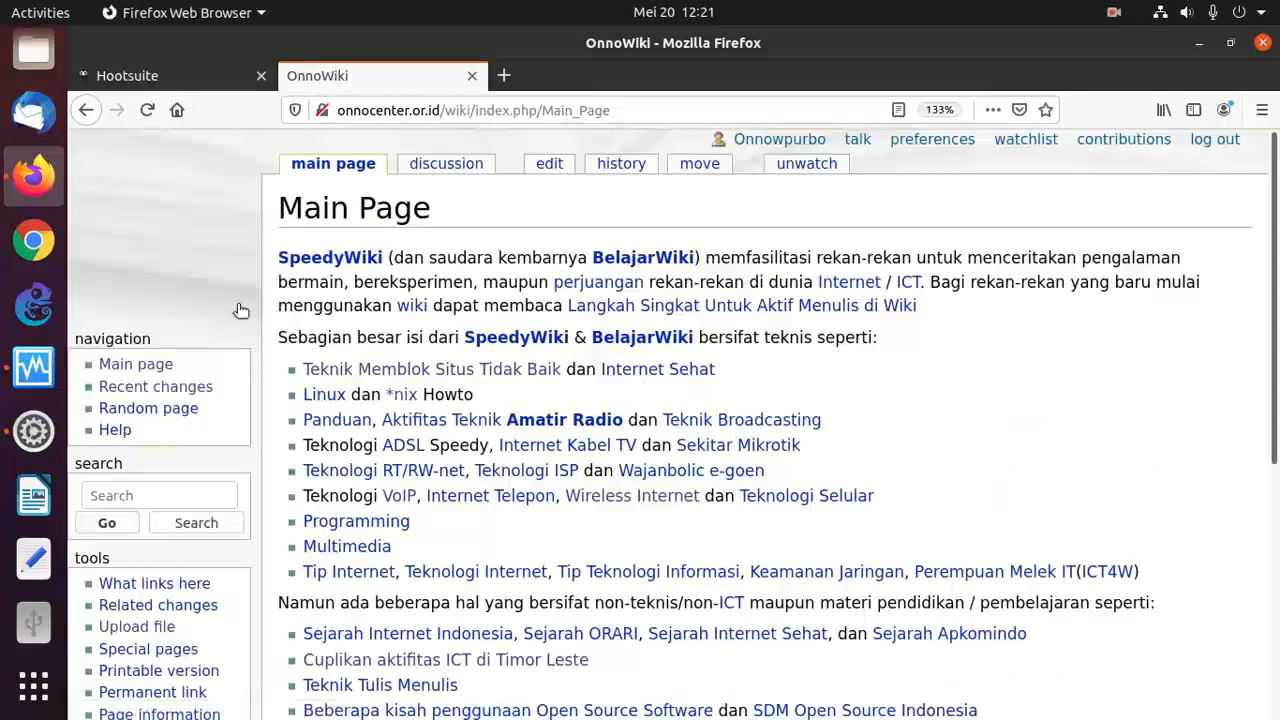 Activities Firefox Web Browser Mei 20 12:21
OnnoWiki - Mozilla Firefox
Hootsuite OnnoWiki
onnocenter.or.id/wiki/index.php/Main_Page 133%
Onnowpurbo talk preferences watchlist contributions log out
main page discussion edit history move unwatch
Main Page
SpeedyWiki (dan saudara kembarnya BelajarWiki) memfasilitasi rekan-rekan untuk menceritakan pengalaman
bermain, bereksperimen, maupun perjuangan rekan-rekan di dunia Internet / ICT. Bagi rekan-rekan yang baru mulai
menggunakan wiki dapat membaca Langkah Singkat Untuk Aktif Menulis di Wiki
Sebagian besar isi dari SpeedyWiki & BelajarWiki bersifat teknis seperti:
Teknik Memblok Situs Tidak Baik dan Internet Sehat
Linux dan *nix Howto
Panduan, Aktifitas Teknik Amatir Radio dan Teknik Broadcasting
Teknologi ADSL Speedy, Internet Kabel TV dan Sekitar Mikrotik
Teknologi RT/RW-net, Teknologi ISP dan Wajanbolic e-goen
Teknologi VoIP, Internet Telepon, Wireless Internet dan Teknologi Selular
Programming
Multimedia
Tip Internet, Teknologi Internet, Tip Teknologi Informasi, Keamanan Jaringan, Perempuan Melek IT(ICT4W)
Namun ada beberapa hal yang bersifat non-teknis/non-ICT maupun materi pendidikan / pembelajaran seperti:
Sejarah Internet Indonesia, Sejarah ORARI, Sejarah Internet Sehat, dan Sejarah Apkomindo
Cuplikan aktifitas ICT di Timor Leste
Teknik Tulis Menulis
Beberapa kisah penggunaan Open Source Software dan SDM Open Source Indonesia
navigation
Main page
Recent changes
Random page
Help
search
Search
Go Search
tools
What links here
Related changes
Upload file
Special pages
Printable version
Permanent link
Page information